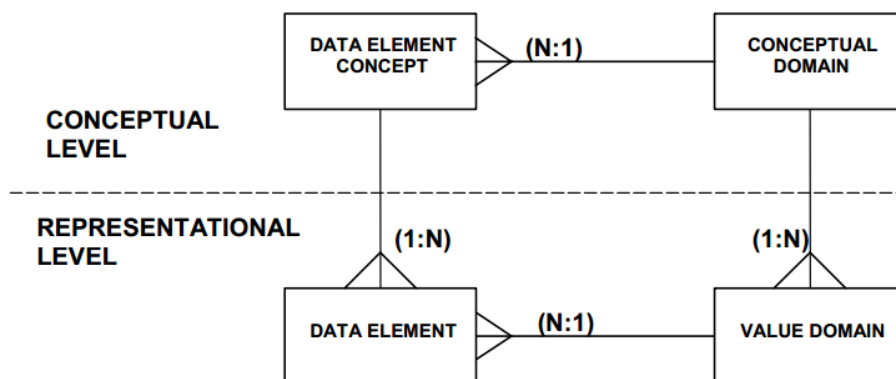 DATA ELEMENT
CONCEPT
(N:1)
CONCEPTUAL
DOMAIN
CONCEPTUAL
LEVEL
REPRESENTATIONAL
LEVEL
(1:N)
(1:N)
DATA ELEMENT
(N:1)
VALUE DOMAIN